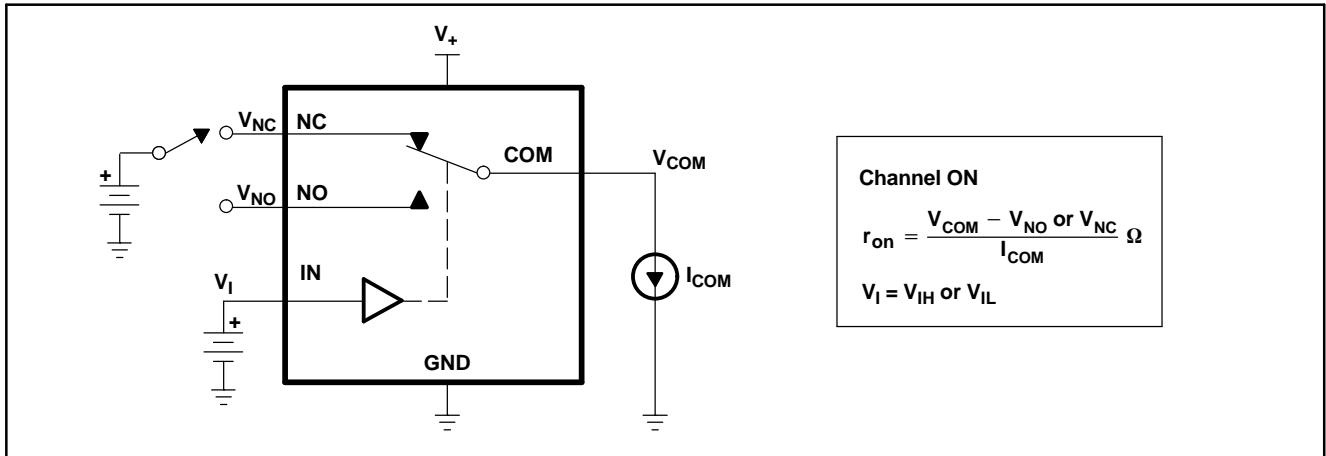 V+
VNC NC
COM
VCOM
+
VNO NO
VI
IN
+
ICOM
GND
Channel ON
ron = VCOM − VNO or VNC / ICOM Ω
VI = VIH or VIL